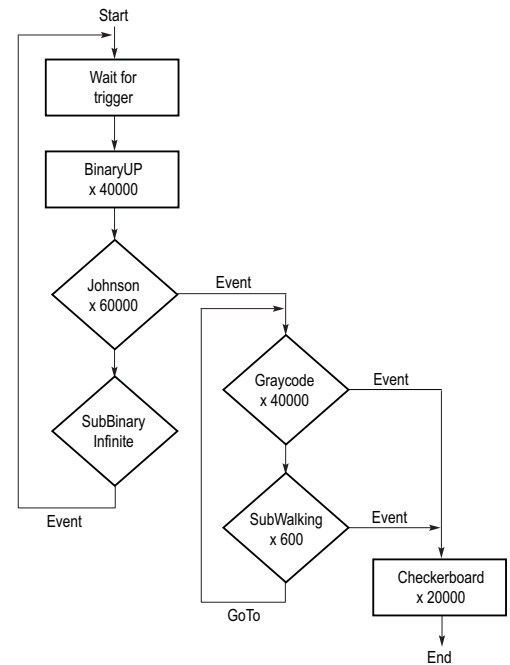 Start
Wait for
trigger
BinaryUP
x 40000
Johnson
x 60000
Event
SubBinary
Infinite
Event
Graycode
x 40000
Event
SubWalking
x 600
Event
GoTo
Checkerboard
x 20000
End